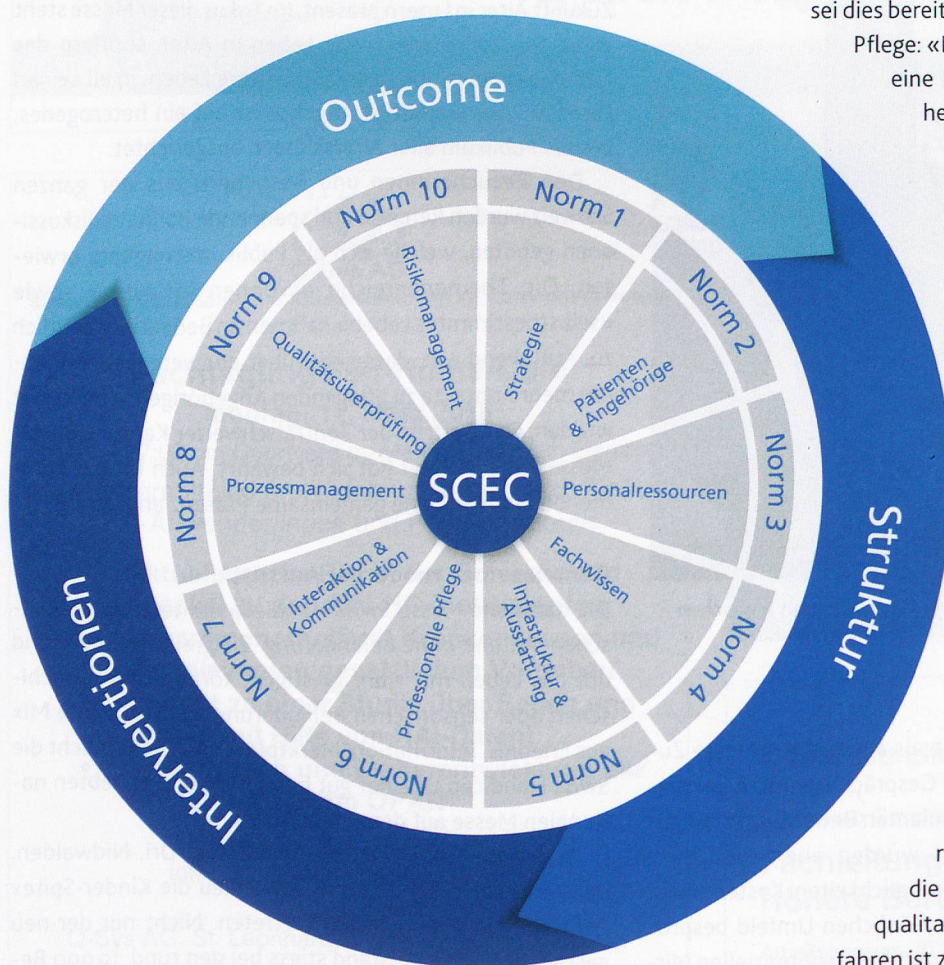 sei dies bereit
Pflege: «
eine
he
Outcome
Struktur
Interventionen
Norm 1
Strategie
Norm 2
Patienten
& Angehörige
Norm 3
Personalressourcen
Norm 4
Fachwissen
Norm 5
Infrastruktur &
Ausstattung
Norm 6
Professionelle Pflege
Norm 7
Interaktion &
Kommunikation
Norm 8
Prozessmanagement
Norm 9
Qualitätsüberprüfung
Norm 10
Risikomanagement
SCEC
die
qualita
fahren ist z